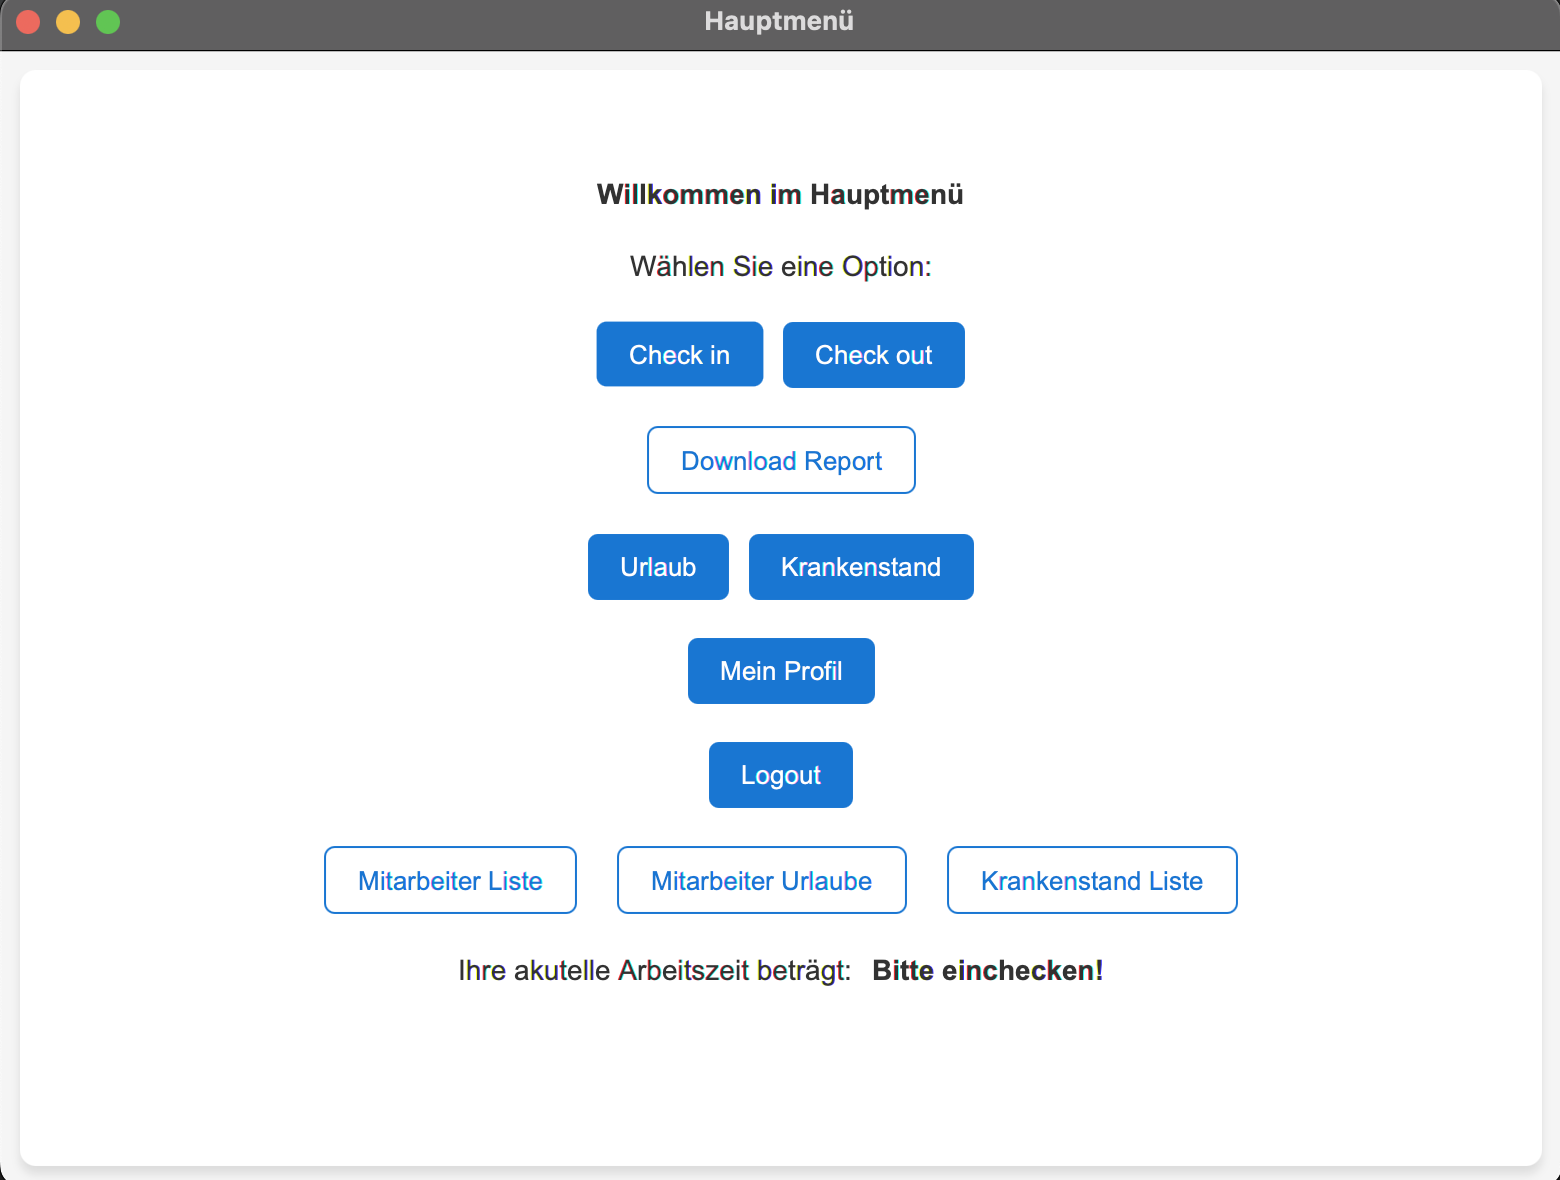 Hauptmenü
Willkommen im Hauptmenü
Wählen Sie eine Option:
Check in Check out
Download Report
Urlaub Krankenstand
Mein Profil
Logout
Mitarbeiter Liste Mitarbeiter Urlaube Krankenstand Liste
Ihre akutelle Arbeitszeit beträgt: Bitte einchecken!